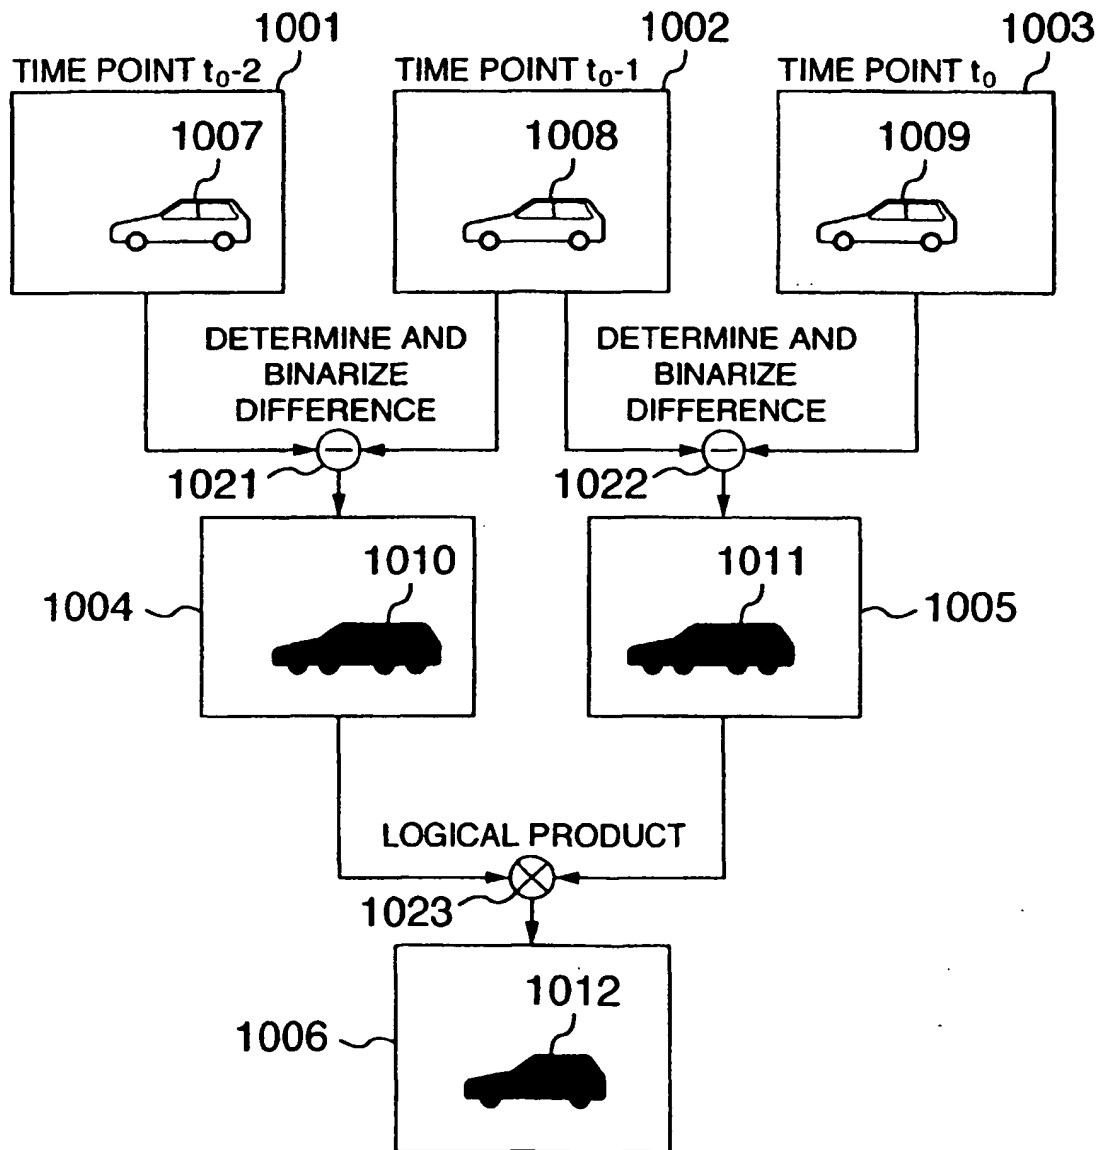 1001
1002
1003
TIME POINT t₀-2
TIME POINT t₀-1
TIME POINT t₀
1007
1008
1009
DETERMINE AND
BINARIZE
DIFFERENCE
DETERMINE AND
BINARIZE
DIFFERENCE
1021
1022
1010
1011
1004
1005
LOGICAL PRODUCT
1023
1012
1006